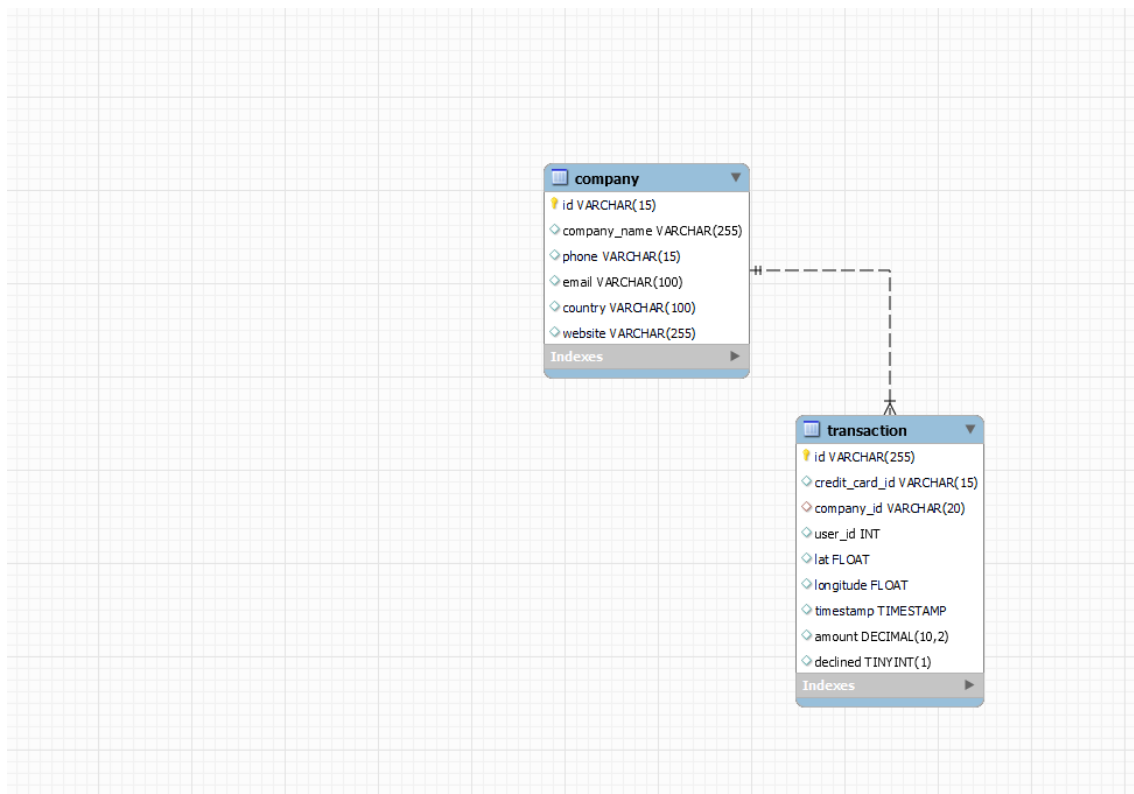 company
id VARCHAR(15)
company_name VARCHAR(255)
phone VARCHAR(15)
email VARCHAR(100)
country VARCHAR(100)
website VARCHAR(255)
Indexes
transaction
id VARCHAR(255)
credit_card_id VARCHAR(15)
company_id VARCHAR(20)
user_id INT
lat FLOAT
longitude FLOAT
timestamp TIMESTAMP
amount DECIMAL(10,2)
declined TINYINT(1)
Indexes